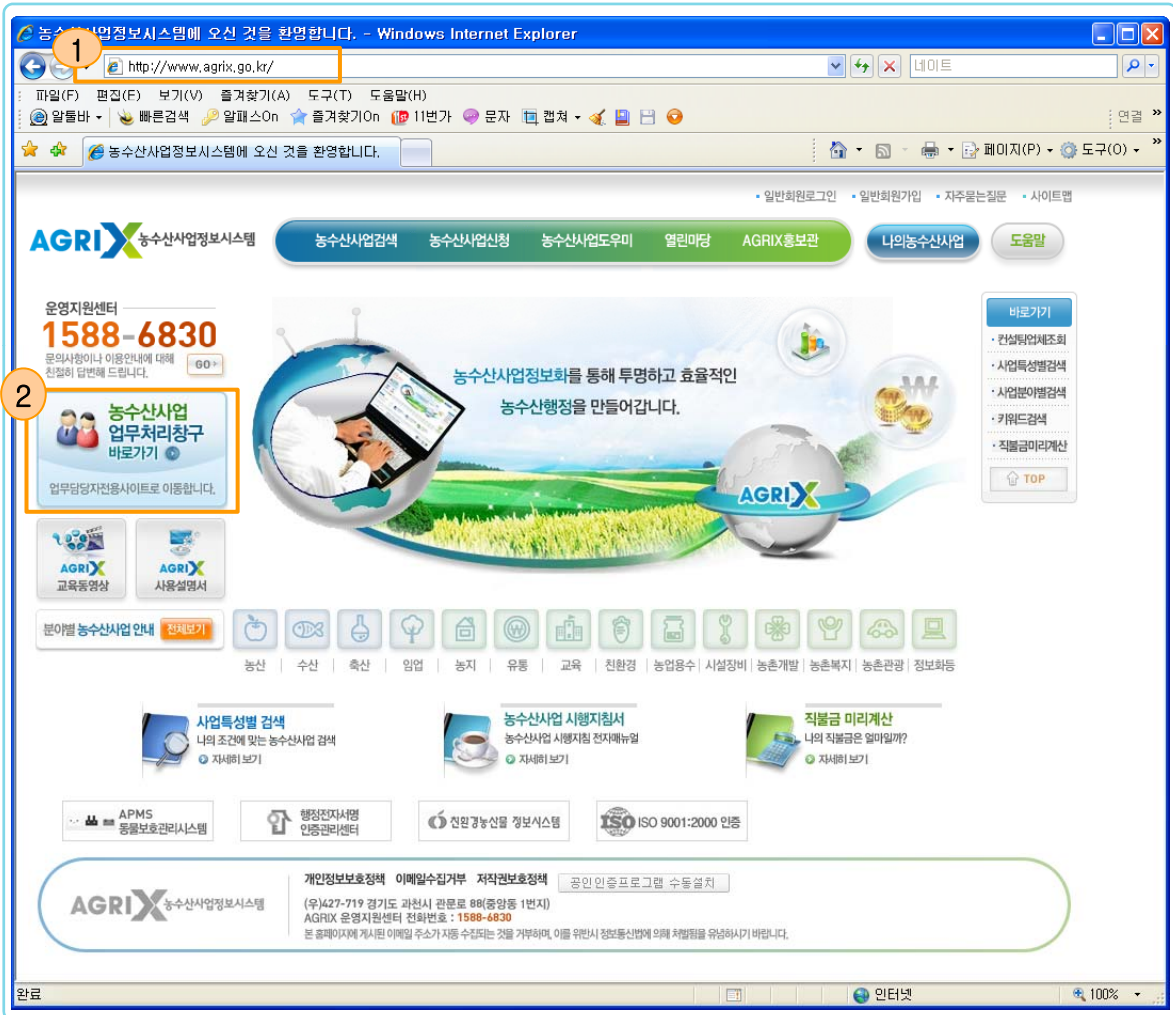 농수산사업정보시스템에 오신 것을 환영합니다. - Windows Internet Explorer
1
http://www.agrix.go.kr/
네이트
파일(F) 편집(E) 보기(V) 즐겨찾기(A) 도구(T) 도움말(H)
알툴바 빠른검색 알패스On 즐겨찾기On 11번가 문자 캡쳐 연결 »
농수산사업정보시스템에 오신 것을 환영합니다. 페이지(P) 도구(O) »
일반회원로그인 일반회원가입 자주묻는질문 사이트맵
AGRIX 농수산사업정보시스템 농수산사업검색 농수산사업신청 농수산사업도우미 열린마당 AGRIX홍보관 나의농수산사업 도움말
운영지원센터
1588-6830
문의사항이나 이용안내에 대해
친절히 답변해 드립니다.
GO
2
농수산사업
업무처리창구
바로가기
업무담당자전용사이트로 이동합니다.
농수산사업정보화를 통해 투명하고 효율적인
농수산행정을 만들어갑니다.
AGRIX
바로가기
· 컨설팅업체조회
· 사업특성별검색
· 사업분야별검색
· 키워드검색
· 직불금미리계산
TOP
AGRIX
교육동영상
AGRIX
사용설명서
분야별 농수산사업 안내 전체보기
농산 | 수산 | 축산 | 임업 | 농지 | 유통 | 교육 | 친환경 | 농업용수 | 시설장비 | 농촌개발 | 농촌복지 | 농촌관광 | 정보화등
사업특성별 검색
나의 조건에 맞는 농수산사업 검색
자세히 보기
농수산사업 시행지침서
농수산사업 시행지침 전자매뉴얼
자세히 보기
직불금 미리계산
나의 직불금은 얼마일까?
자세히 보기
APMS
동물보호관리시스템
행정전자서명
인증관리센터
친환경농산물 정보시스템
ISO ISO 9001:2000 인증
AGRIX 농수산사업정보시스템
개인정보보호정책 이메일수집거부 저작권보호정책 공인인증프로그램 수동설치
(우)427-719 경기도 과천시 관문로 88(중앙동 1번지)
AGRIX 운영지원센터 전화번호 : 1588-6830
본 홈페이지에 게시된 이메일 주소가 자동 수집되는 것을 거부하며, 이를 위반시 정보통신법에 의해 처벌됨을 유념하시기 바랍니다.
완료 인터넷 100%